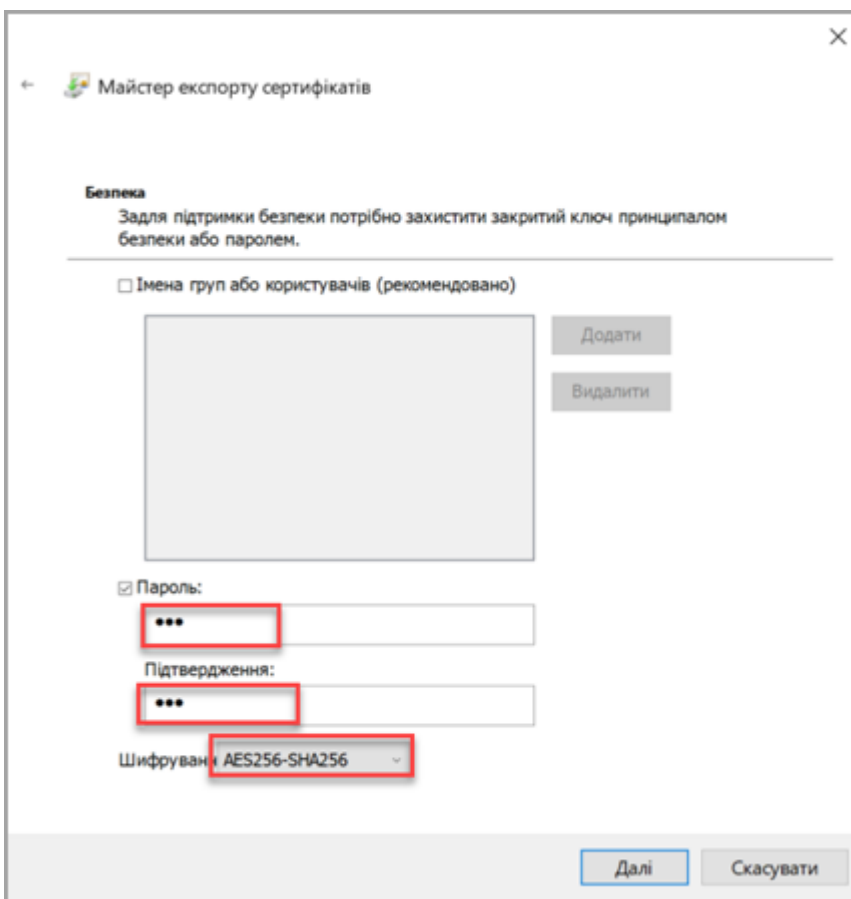 Майстер експорту сертифікатів
Безпека
Задля підтримки безпеки потрібно захистити закритий ключ принципалом
безпеки або паролем.
Імена груп або користувачів (рекомендовано)
Додати
Видалити
Пароль:
•••
Підтвердження:
•••
Шифруванн AES256-SHA256
Далі
Скасувати